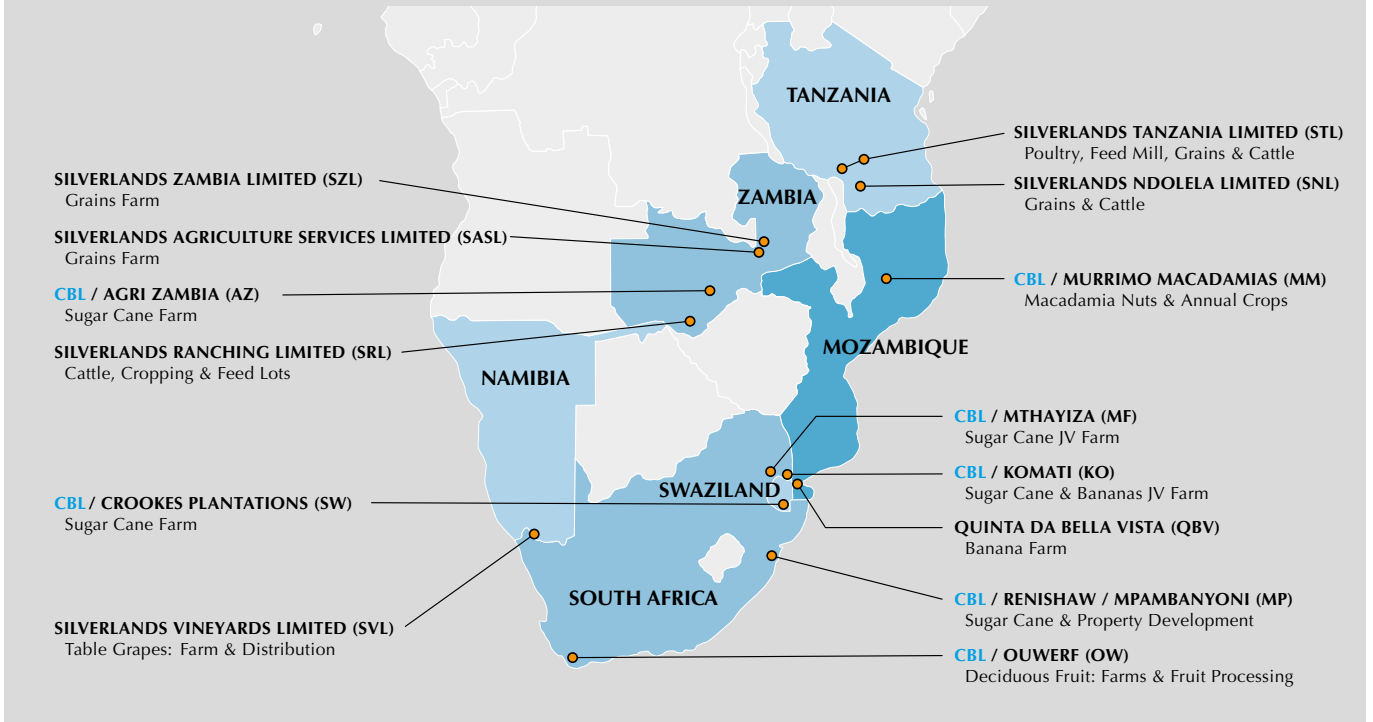 TANZANIA
ZAMBIA
MOZAMBIQUE
NAMIBIA
SWAZILAND
SOUTH AFRICA
SILVERLANDS ZAMBIA LIMITED (SZL)
Grains Farm
SILVERLANDS AGRICULTURE SERVICES LIMITED (SASL)
Grains Farm
CBL / AGRI ZAMBIA (AZ)
Sugar Cane Farm
SILVERLANDS RANCHING LIMITED (SRL)
Cattle, Cropping & Feed Lots
CBL / CROOKES PLANTATIONS (SW)
Sugar Cane Farm
SILVERLANDS VINEYARDS LIMITED (SVL)
Table Grapes: Farm & Distribution
SILVERLANDS TANZANIA LIMITED (STL)
Poultry, Feed Mill, Grains & Cattle
SILVERLANDS NDOLELA LIMITED (SNL)
Grains & Cattle
CBL / MURRIMO MACADAMIAS (MM)
Macadamia Nuts & Annual Crops
CBL / MTHAYIZA (MF)
Sugar Cane JV Farm
CBL / KOMATI (KO)
Sugar Cane & Bananas JV Farm
QUINTA DA BELLA VISTA (QBV)
Banana Farm
CBL / RENISHAW / MPAMBANYONI (MP)
Sugar Cane & Property Development
CBL / OUWERF (OW)
Deciduous Fruit: Farms & Fruit Processing